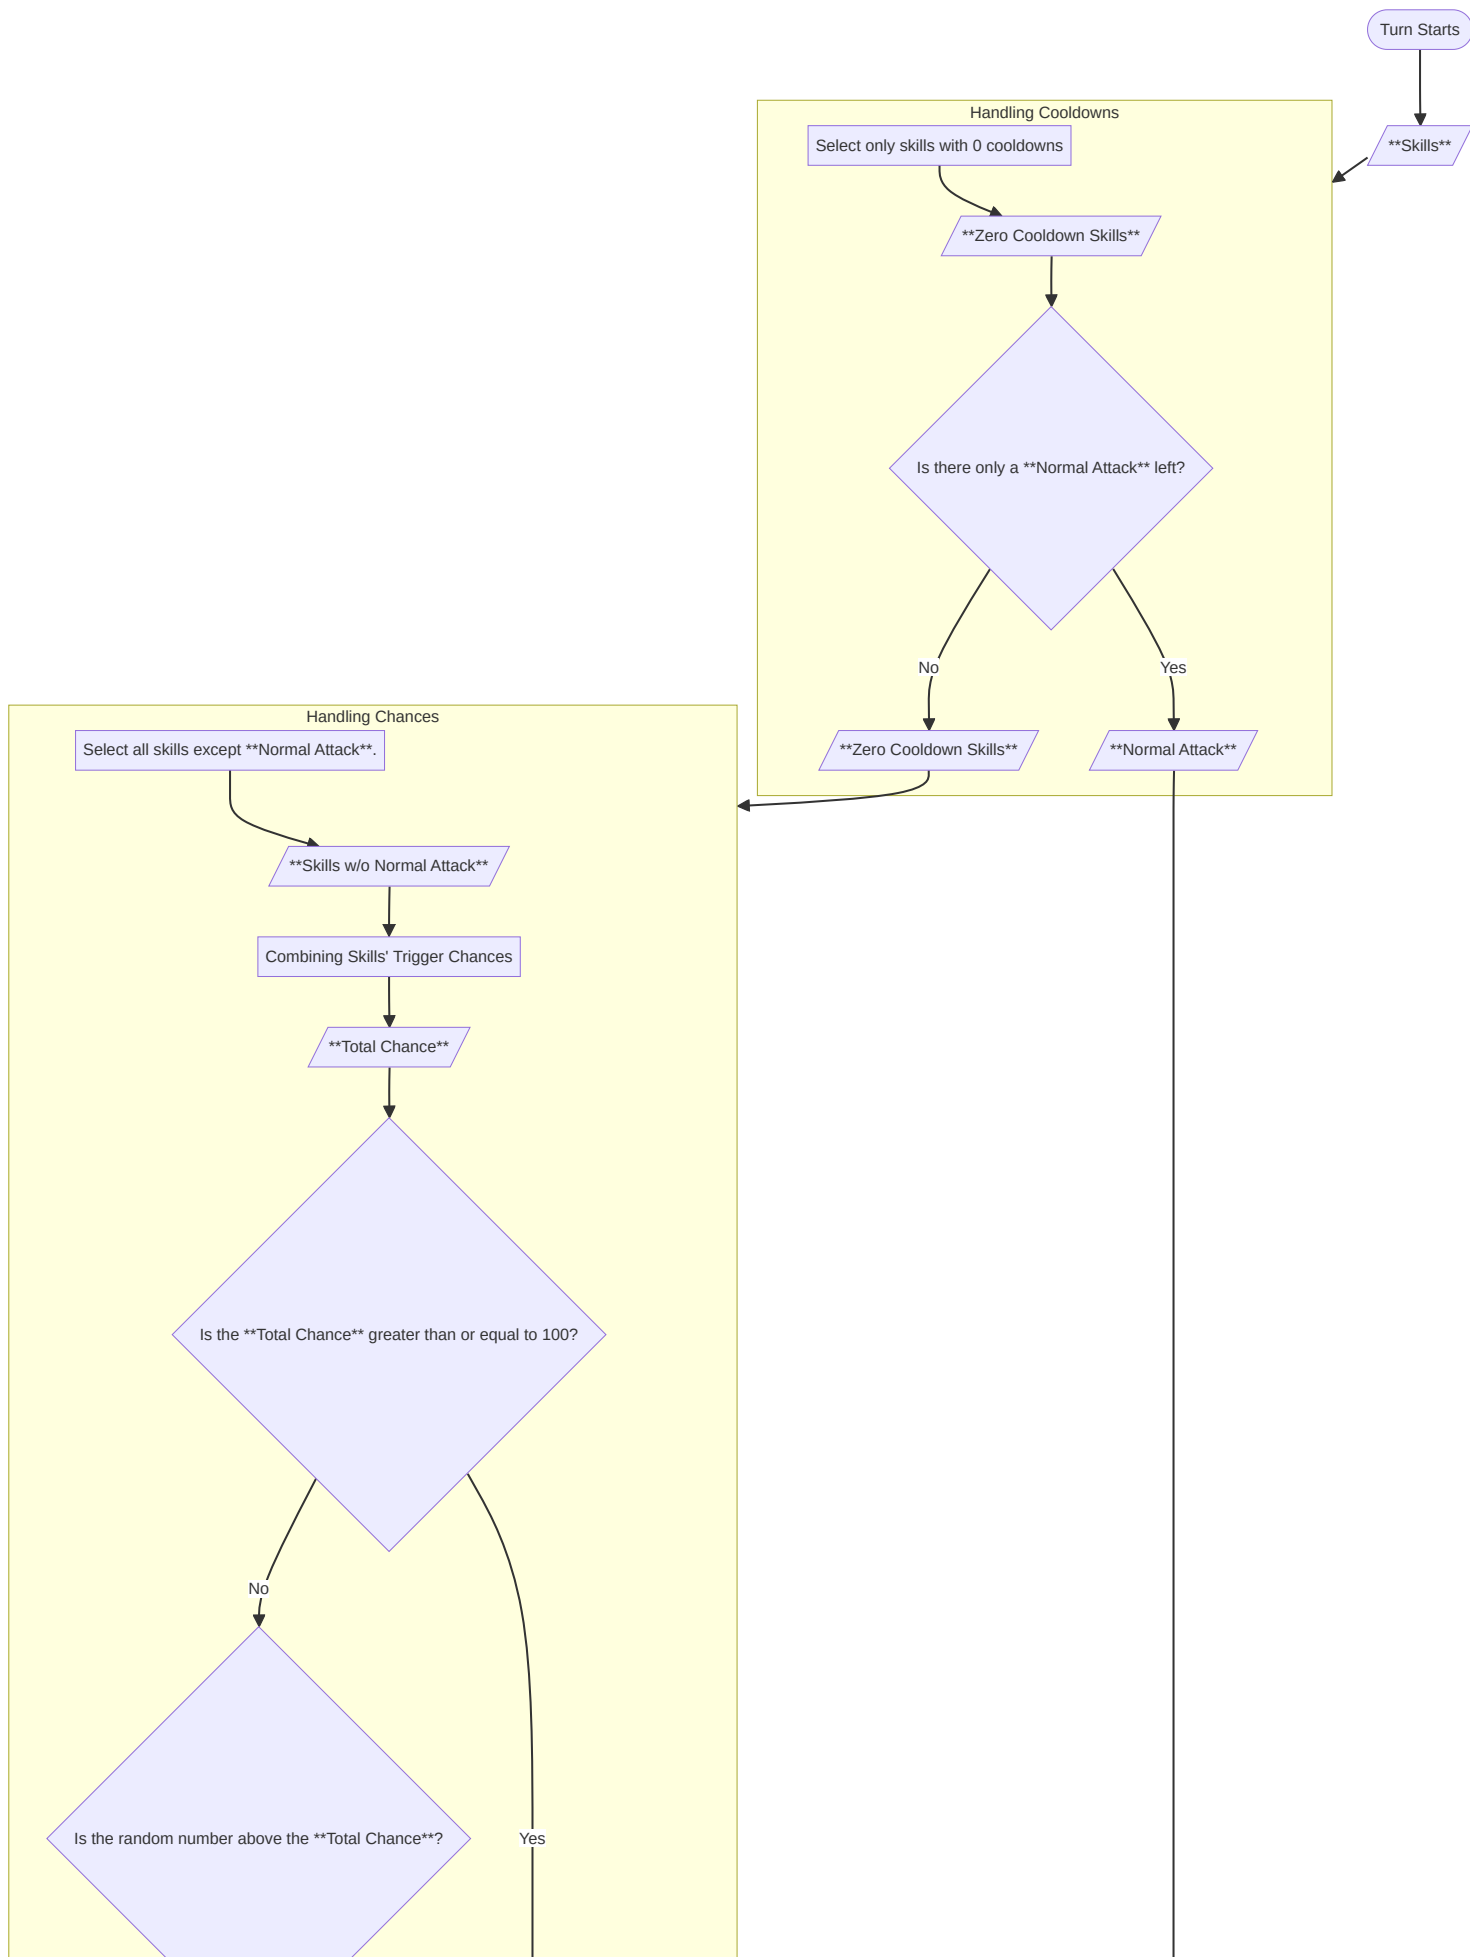 Turn Starts
**Skills**
Handling Cooldowns
Select only skills with 0 cooldowns
**Zero Cooldown Skills**
Is there only a **Normal Attack** left?
No
Yes
**Zero Cooldown Skills**
**Normal Attack**
Handling Chances
Select all skills except **Normal Attack**.
**Skills w/o Normal Attack**
Combining Skills' Trigger Chances
**Total Chance**
Is the **Total Chance** greater than or equal to 100?
No
Is the random number above the **Total Chance**?
Yes